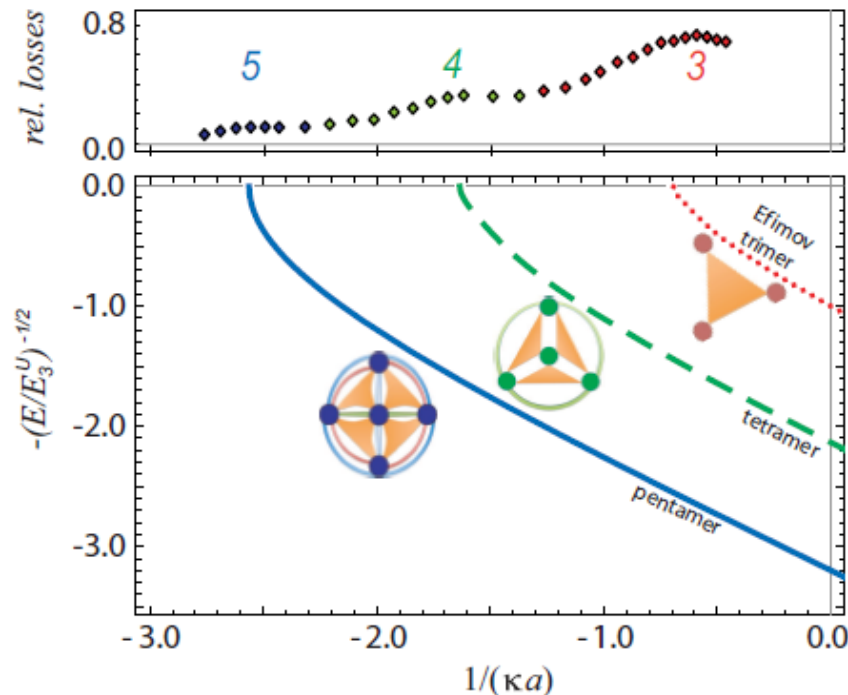 rel. losses
0.8
0.0
5
4
3
-(E/E₃ᵁ)⁻¹/²
0.0
-1.0
-2.0
-3.0
Efimov
trimer
tetramer
pentamer
-3.0 -2.0 -1.0 0.0
1/(κa)